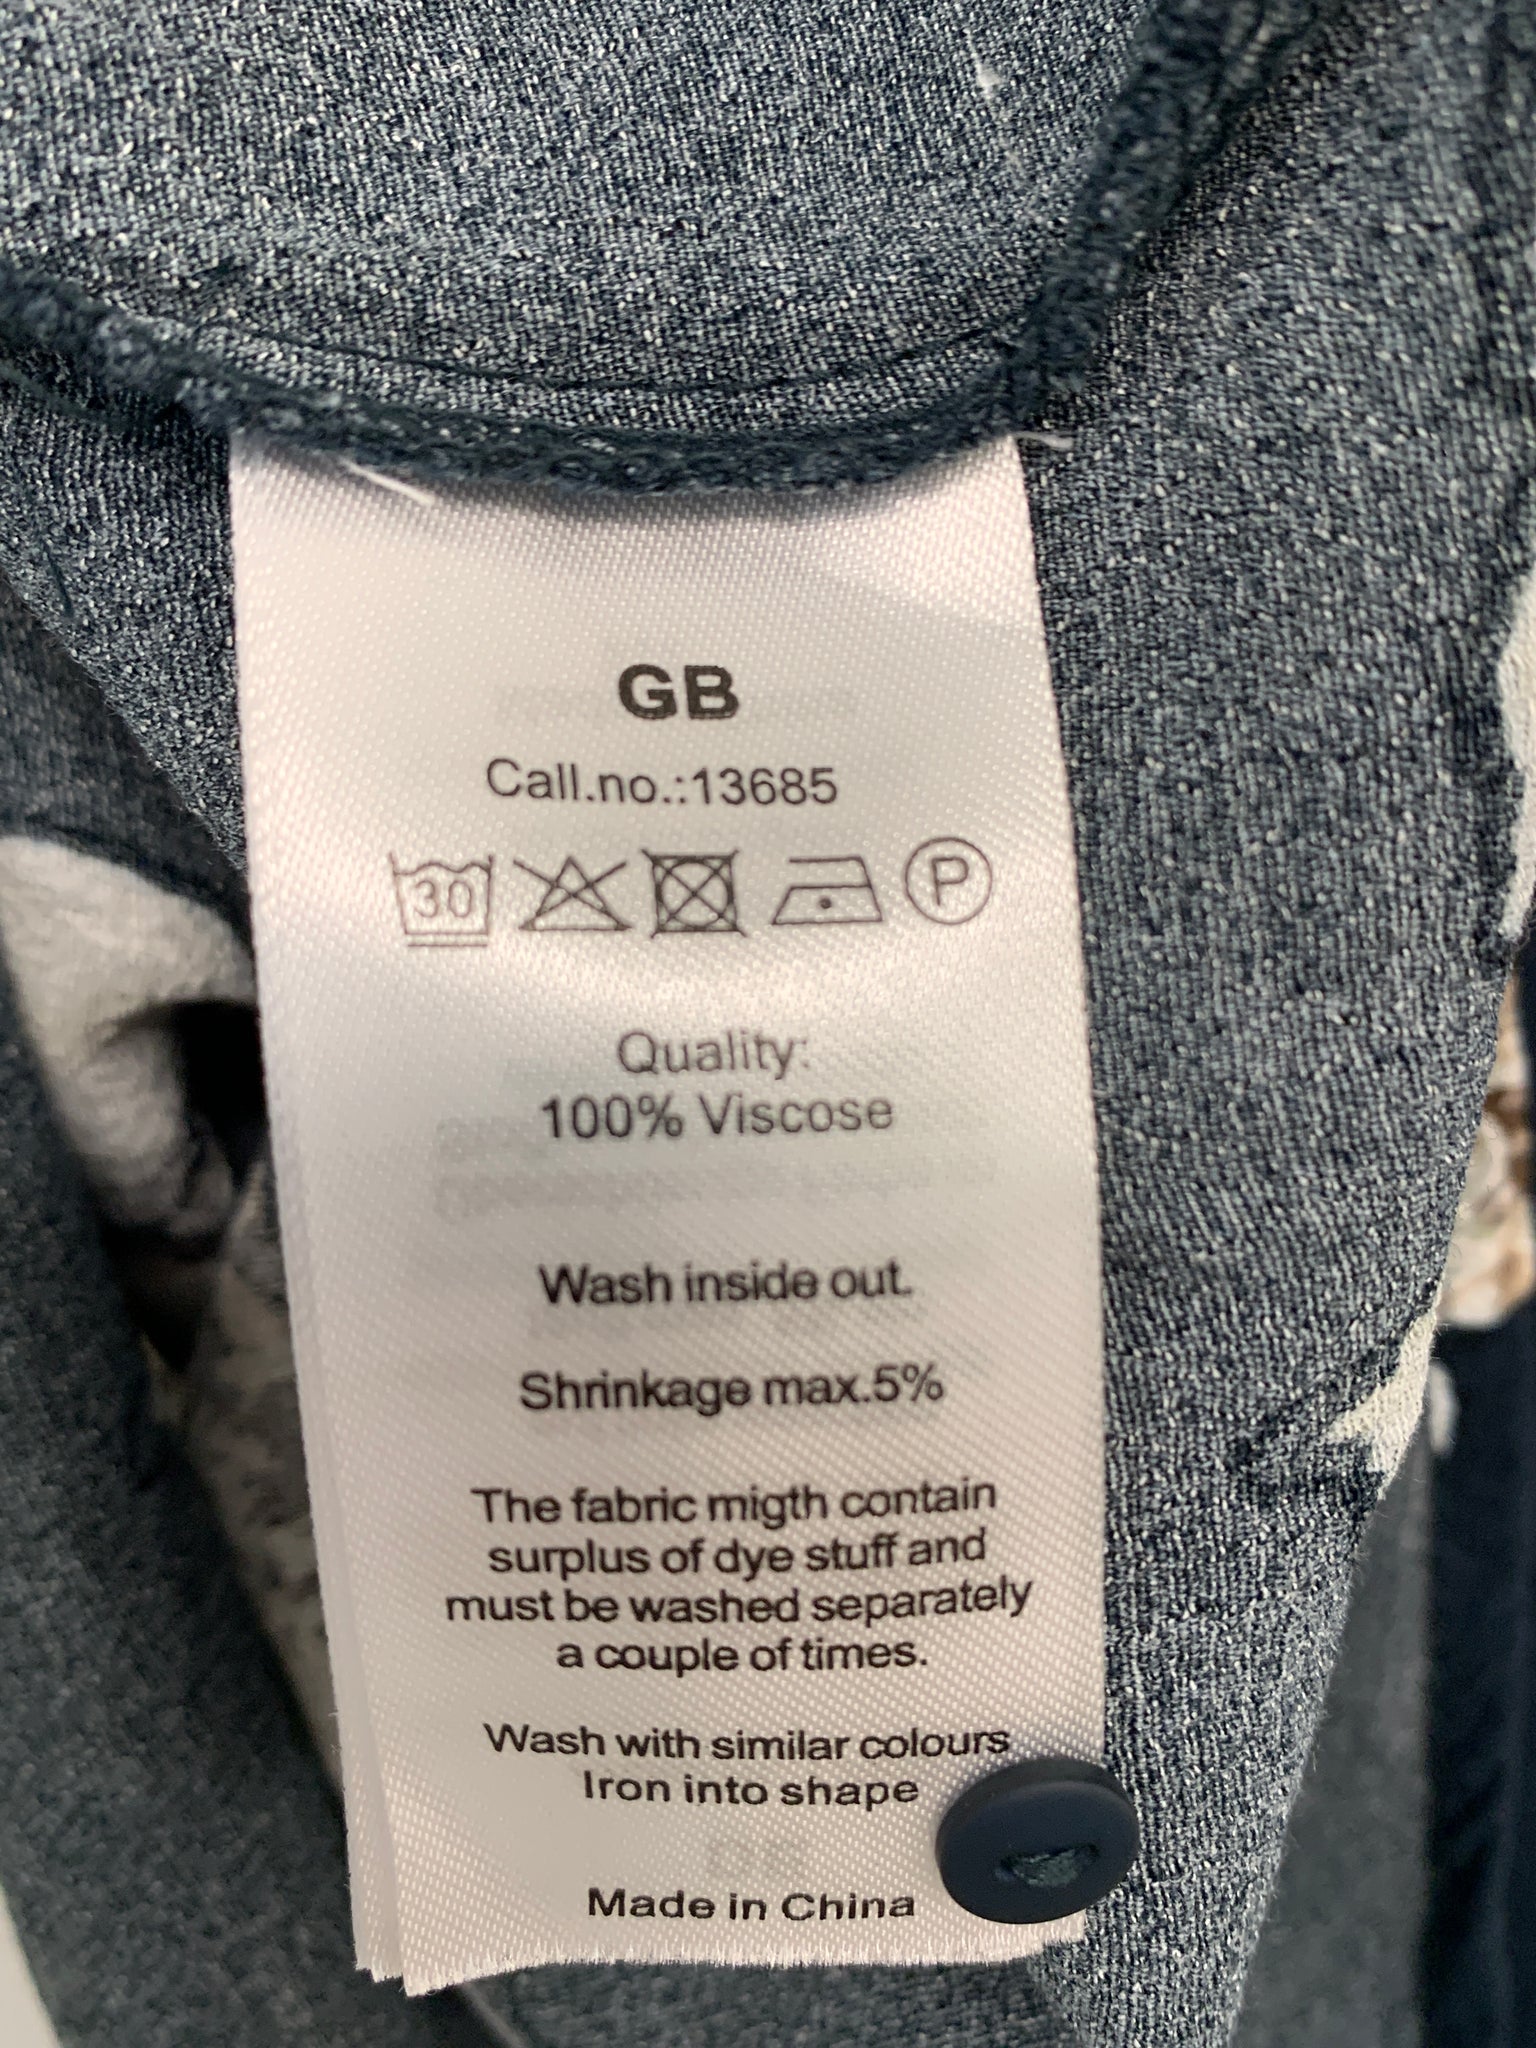 GB
Call.no.:13685
30 P
Quality:
100% Viscose
Wash inside out.
Shrinkage max.5%
The fabric migth contain
surplus of dye stuff and
must be washed separately
a couple of times.
Wash with similar colours
Iron into shape
Made in China